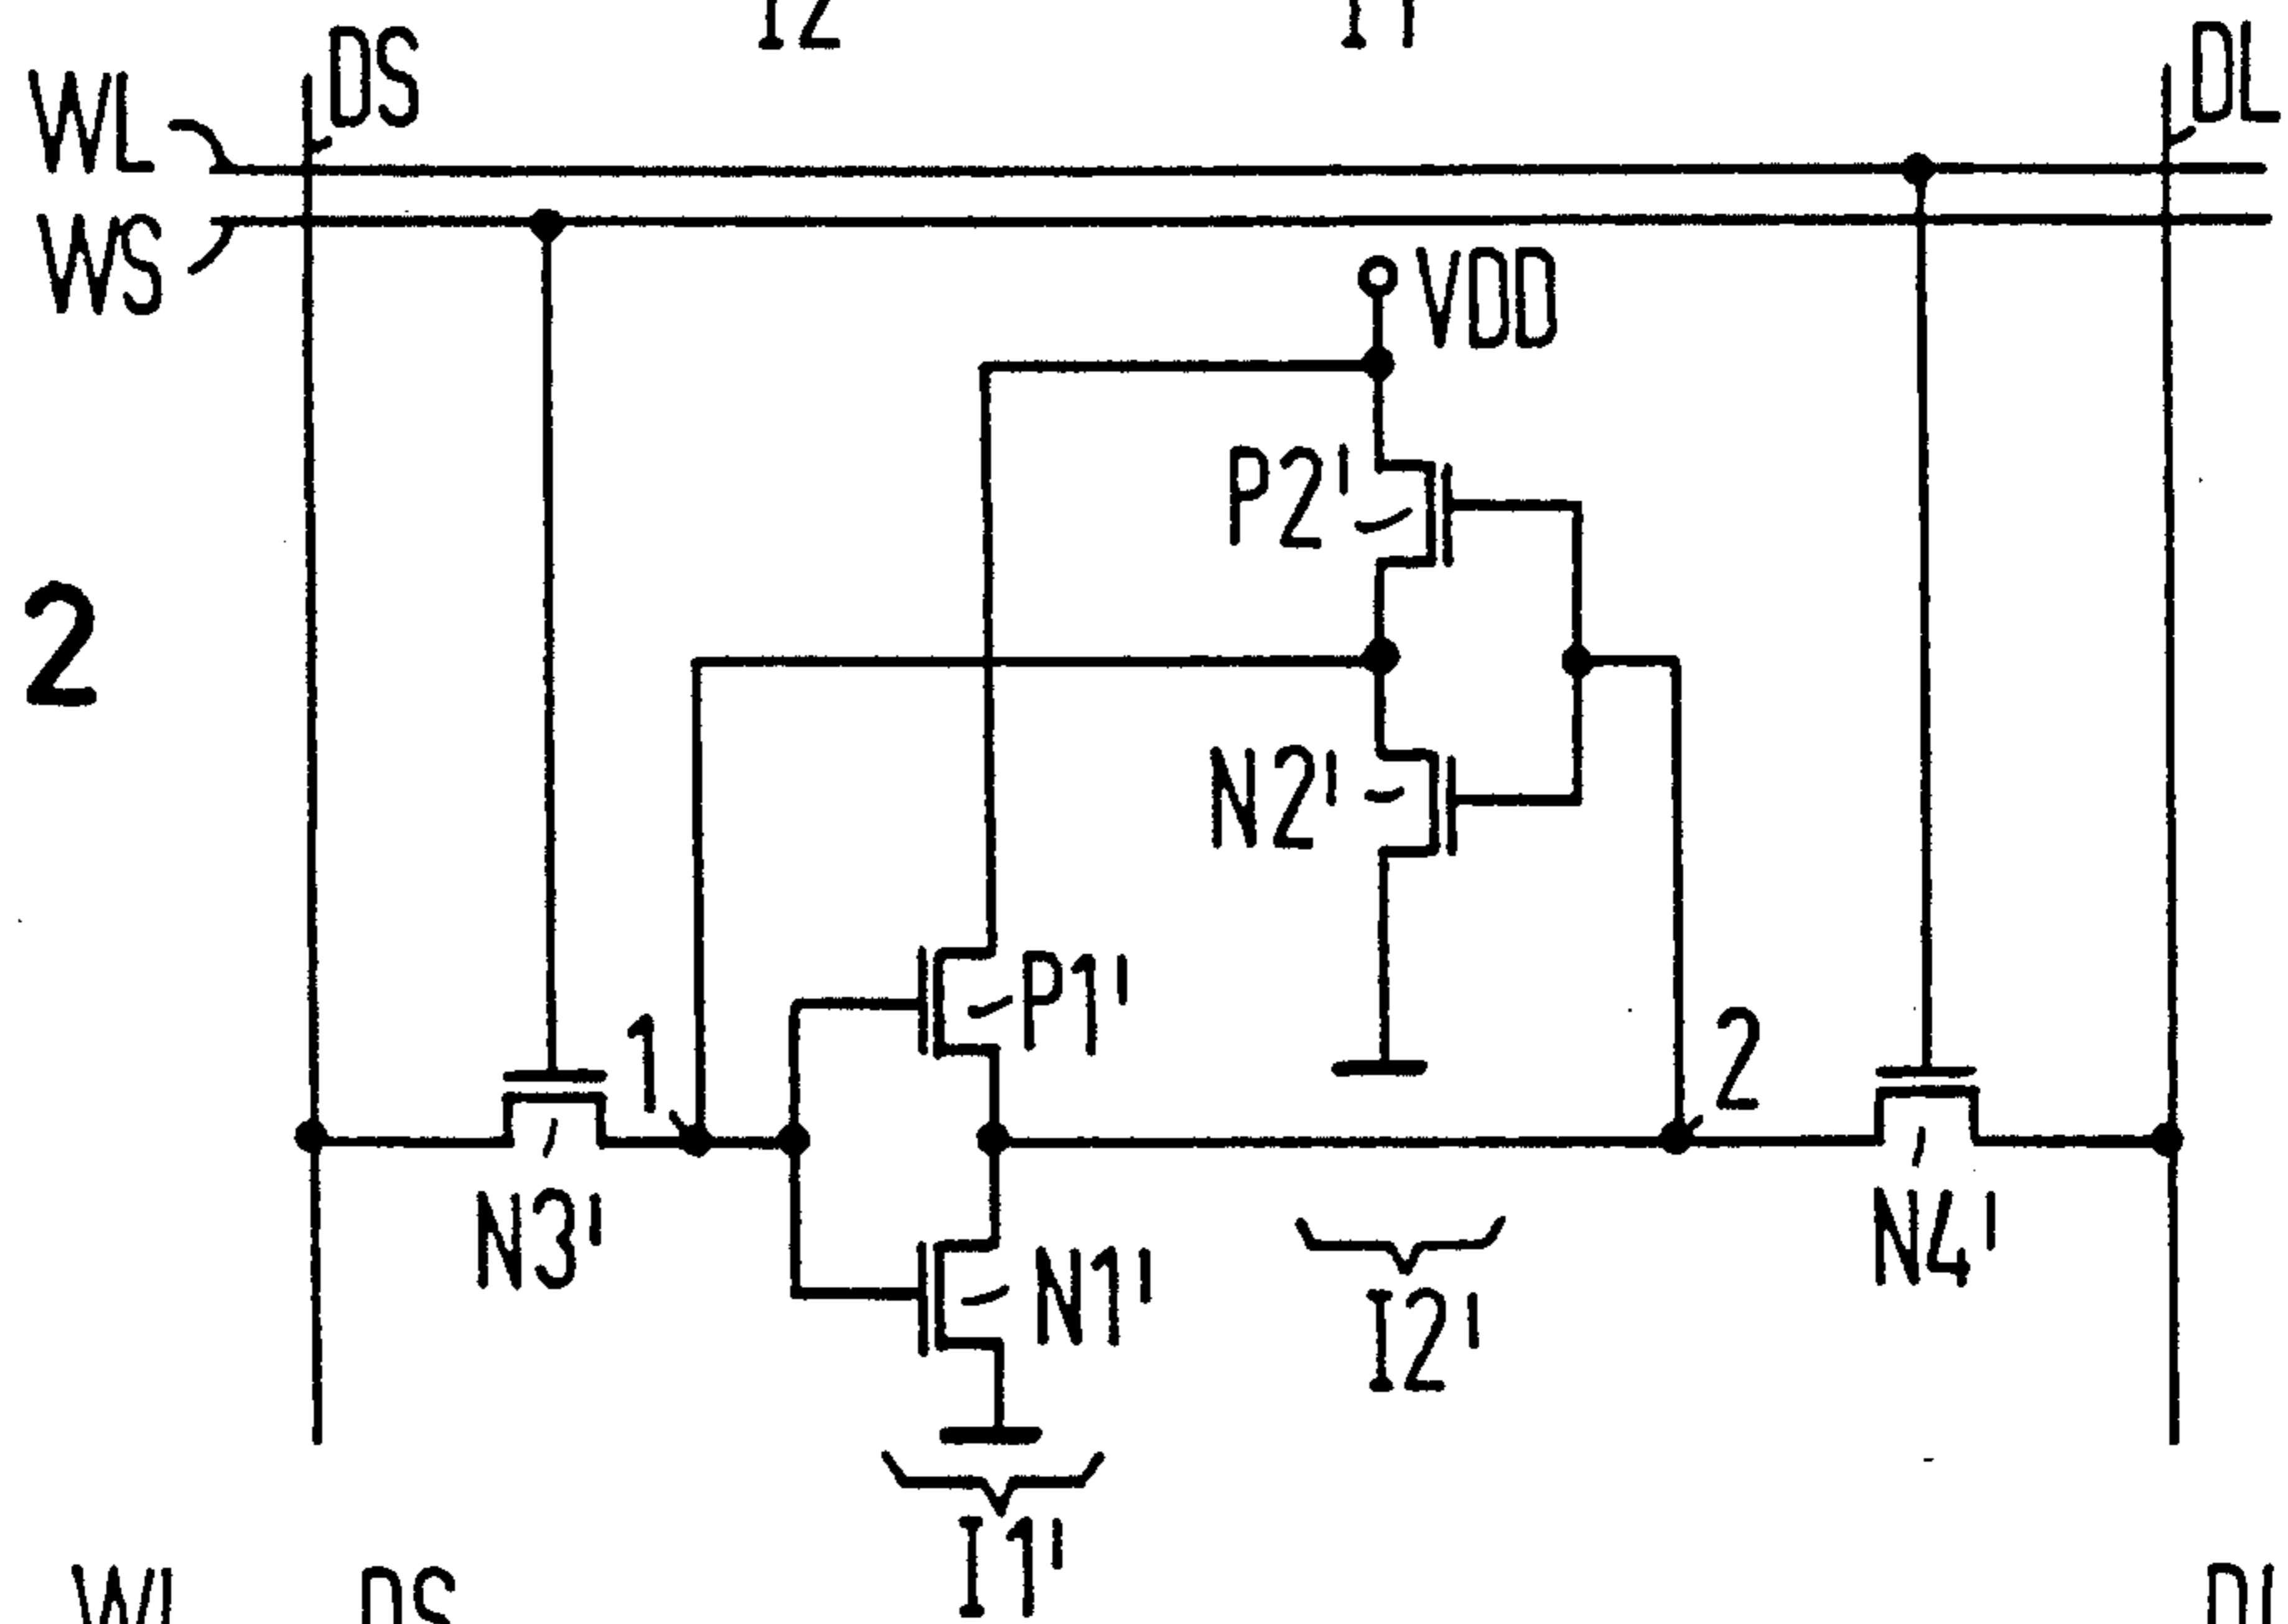 I2 I1
DS DL
WL
WS
VDD
P2'
2
N2'
P1'
1 2
N3' N1' N4'
I2'
I1'
WL DS DL